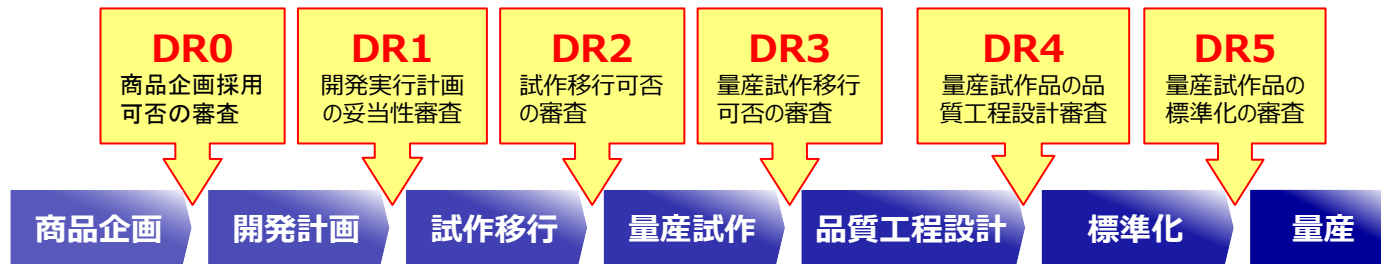 DR0
商品企画採用
可否の審査
DR1
開発実行計画
の妥当性審査
DR2
試作移行可否
の審査
DR3
量産試作移行
可否の審査
DR4
量産試作品の品
質工程設計審査
DR5
量産試作品の
標準化の審査
商品企画
開発計画
試作移行
量産試作
品質工程設計
標準化
量産